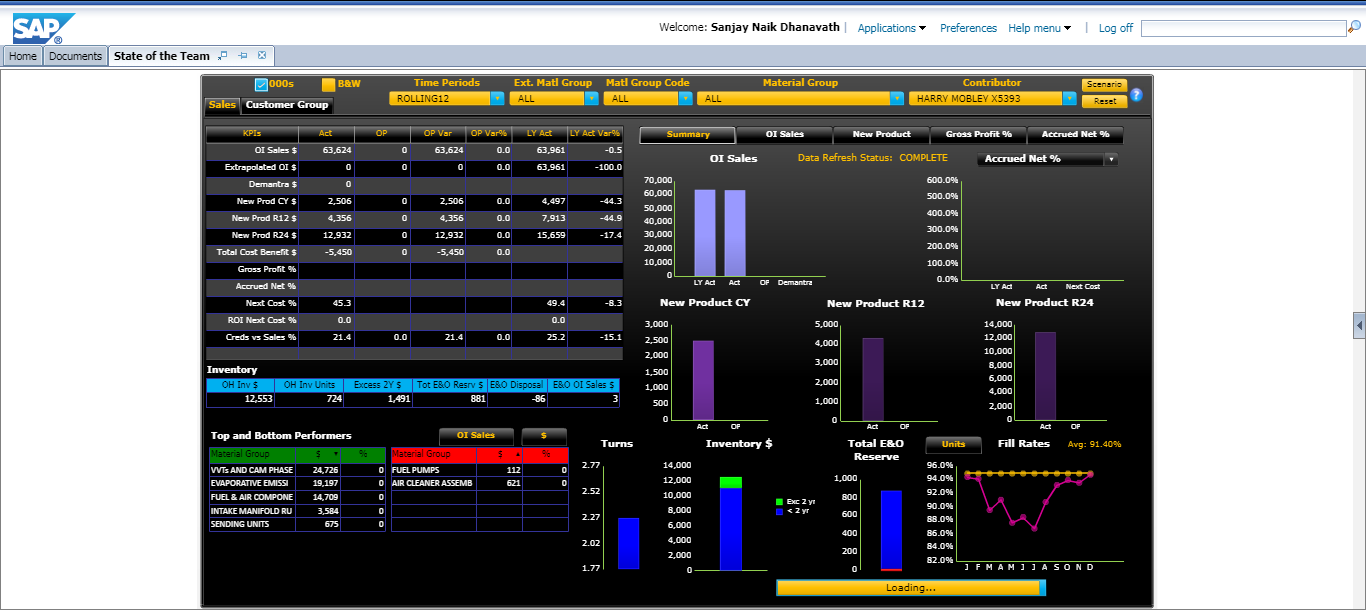 SAP ®
Welcome: Sanjay Naik Dhanavath | Applications Preferences Help menu | Log off
Home Documents State of the Team
000s B&W Time Periods Ext. Matl Group Matl Group Code Material Group Contributor Scenario
ROLLING12 ALL ALL ALL HARRY MOBLEY X5393 Reset ?
Sales Customer Group
KPIs Act OP OP Var OP Var% LY Act LY Act Var%
OI Sales $ 63,624 0 63,624 0.0 63,961 -0.5
Extrapolated OI $ 0 0 0 0.0 63,961 -100.0
Demantra $ 0
New Prod CY $ 2,506 0 2,506 0.0 4,497 -44.3
New Prod R12 $ 4,356 0 4,356 0.0 7,913 -44.9
New Prod R24 $ 12,932 0 12,932 0.0 15,659 -17.4
Total Cost Benefit $ -5,450 0 -5,450 0.0
Gross Profit %
Accrued Net %
Next Cost % 45.3 49.4 -8.3
ROI Next Cost % 0.0 0.0
Creds vs Sales % 21.4 0.0 21.4 0.0 25.2 -15.1
Inventory
OH Inv $ OH Inv Units Excess 2Y $ Tot E&O Resrv $ E&O Disposal E&O OI Sales $
12,553 724 1,491 881 -86 3
Top and Bottom Performers OI Sales $
Material Group $ %
VVTs AND CAM PHASE 24,726 0
EVAPORATIVE EMISSI 19,197 0
FUEL & AIR COMPONE 14,709 0
INTAKE MANIFOLD RU 3,584 0
SENDING UNITS 675 0
Material Group $ %
FUEL PUMPS 112 0
AIR CLEANER ASSEMB 621 0
Summary OI Sales New Product Gross Profit % Accrued Net %
OI Sales Data Refresh Status: COMPLETE Accrued Net %
70,000
60,000
50,000
40,000
30,000
20,000
10,000
0
LY Act Act OP Demantra
600.0%
500.0%
400.0%
300.0%
200.0%
100.0%
0.0%
LY Act Act Next Cost
New Product CY
3,000
2,500
2,000
1,500
1,000
500
0
Act OP
New Product R12
5,000
4,000
3,000
2,000
1,000
0
Act OP
New Product R24
14,000
12,000
10,000
8,000
6,000
4,000
2,000
0
Act OP
Turns
2.77
2.52
2.27
2.02
1.77
Inventory $
14,000
12,000
10,000
8,000
6,000
4,000
2,000
0
Exc 2 yr
< 2 yr
Total E&O
Reserve
1,000
800
600
400
200
0
Units Fill Rates Avg: 91.40%
96.0%
94.0%
92.0%
90.0%
88.0%
86.0%
84.0%
82.0%
J F M A M J J A S O N D
Loading...